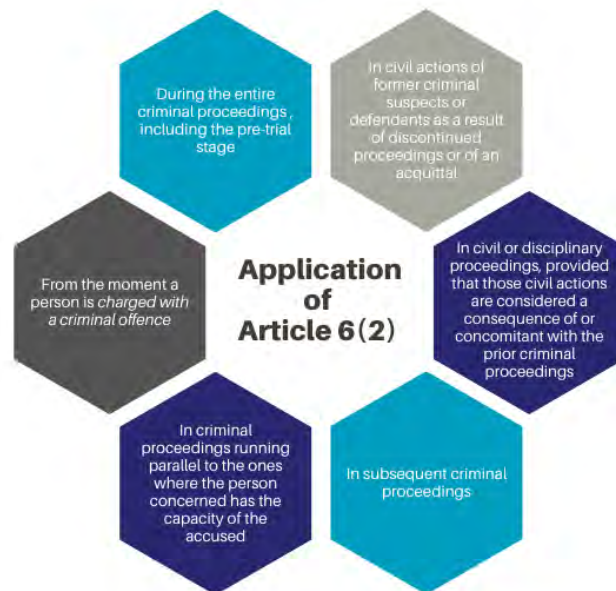 During the entire
criminal proceedings ,
including the pre-trial
stage
In civil actions of
former criminal
suspects or
defendants as a result
of discontinued
proceedings or of an
acquittal
From the moment a
person is charged with
a criminal offence
Application
of
Article 6(2)
In civil or disciplinary
proceedings, provided
that those civil actions
are considered a
consequence of or
concomitant with the
prior criminal
proceedings
In criminal
proceedings running
parallel to the ones
where the person
concerned has the
capacity of the
accused
In subsequent criminal
proceedings